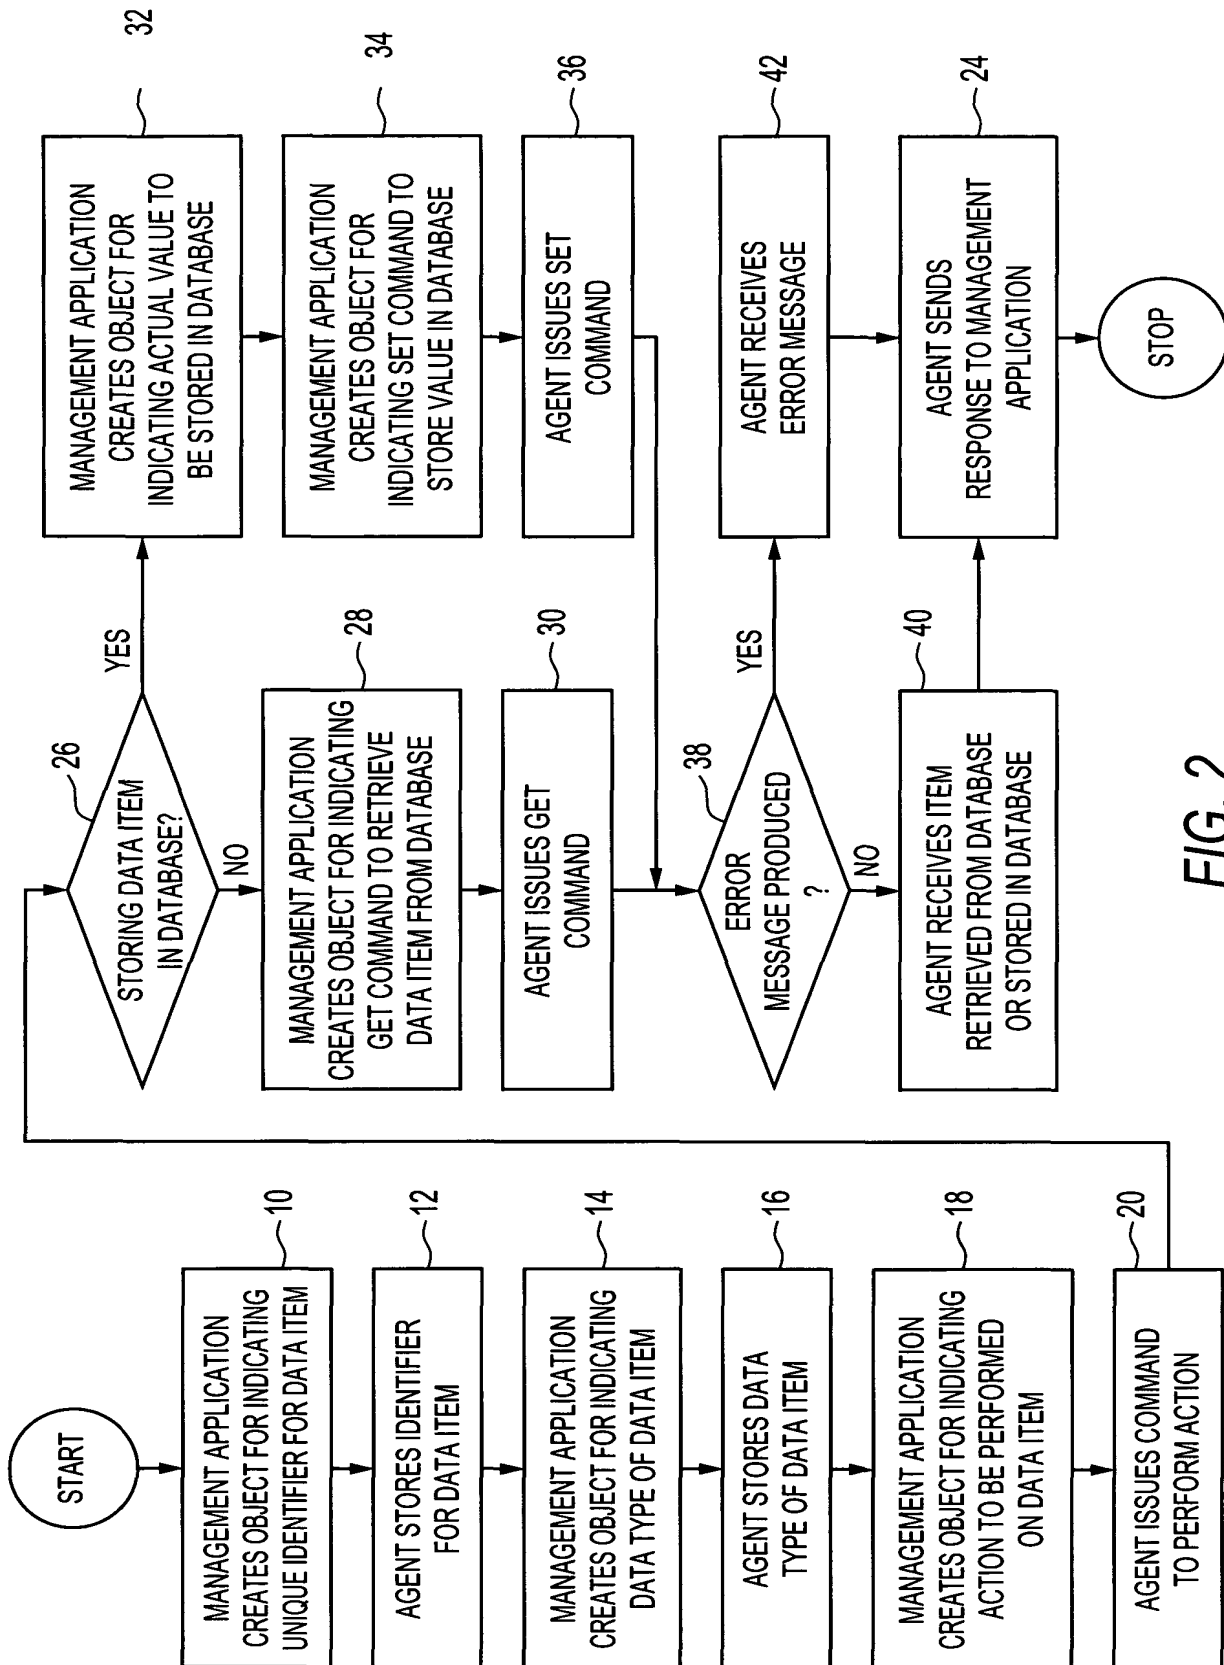 START
MANAGEMENT APPLICATION
CREATES OBJECT FOR INDICATING
UNIQUE IDENTIFIER FOR DATA ITEM
10
AGENT STORES IDENTIFIER
FOR DATA ITEM
12
MANAGEMENT APPLICATION
CREATES OBJECT FOR INDICATING
DATA TYPE OF DATA ITEM
14
AGENT STORES DATA
TYPE OF DATA ITEM
16
MANAGEMENT APPLICATION
CREATES OBJECT FOR INDICATING
ACTION TO BE PERFORMED
ON DATA ITEM
18
AGENT ISSUES COMMAND
TO PERFORM ACTION
20
STORING DATA ITEM
IN DATABASE?
26
YES
NO
MANAGEMENT APPLICATION
CREATES OBJECT FOR INDICATING
GET COMMAND TO RETRIEVE
DATA ITEM FROM DATABASE
28
AGENT ISSUES GET
COMMAND
30
MANAGEMENT APPLICATION
CREATES OBJECT FOR
INDICATING ACTUAL VALUE TO
BE STORED IN DATABASE
32
MANAGEMENT APPLICATION
CREATES OBJECT FOR
INDICATING SET COMMAND TO
STORE VALUE IN DATABASE
34
AGENT ISSUES SET
COMMAND
36
ERROR
MESSAGE PRODUCED
?
38
YES
NO
AGENT RECEIVES ITEM
RETRIEVED FROM DATABASE
OR STORED IN DATABASE
40
AGENT RECEIVES
ERROR MESSAGE
42
AGENT SENDS
RESPONSE TO MANAGEMENT
APPLICATION
24
STOP
FIG. 2